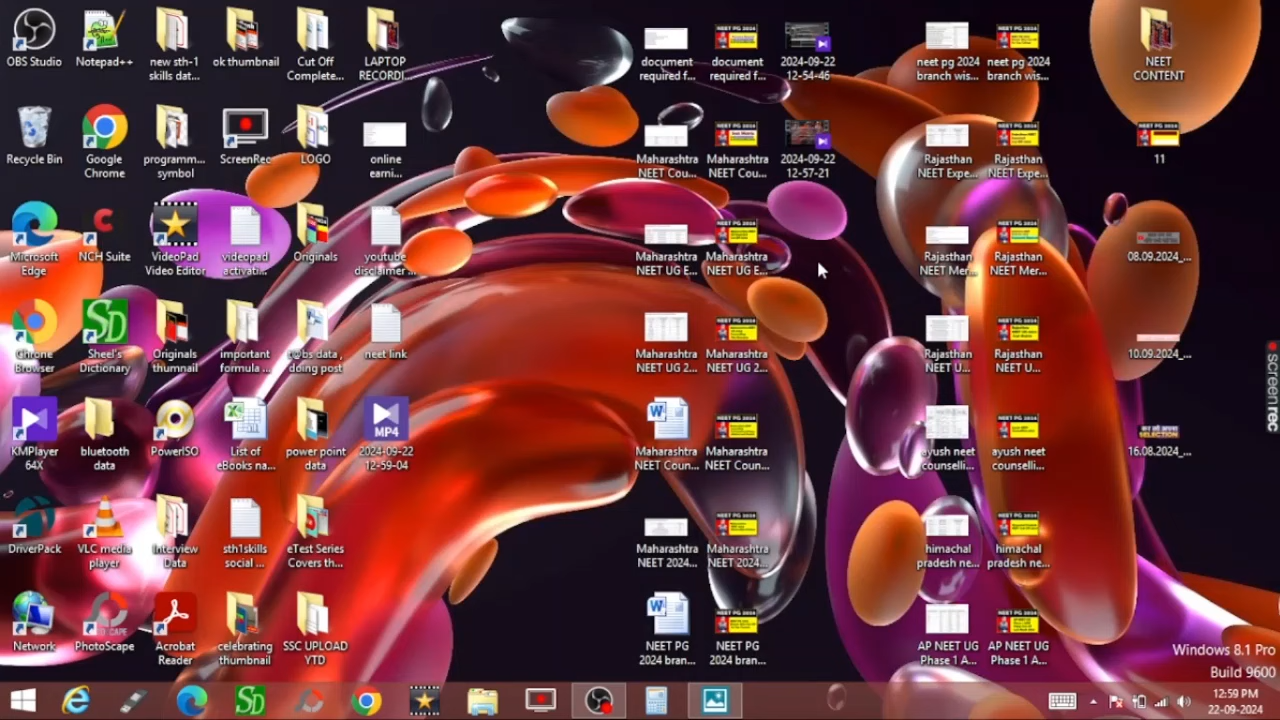 OBS Studio
Notepad++
new sth-1
skills dat...
ok thumbnail
Cut Off
Complete...
LAPTOP
RECORDI...
document
required f...
document
required f...
2024-09-22
12-54-46
neet pg 2024
branch wis...
neet pg 2024
branch wis...
NEET
CONTENT
Recycle Bin
Google
Chrome
programm...
symbol
ScreenRec
LOGO
online
earni...
Maharashtra
NEET Cou...
Maharashtra
NEET Cou...
2024-09-22
12-57-21
Rajasthan
NEET Expe...
Rajasthan
NEET Expe...
11
Microsoft
Edge
NCH Suite
VideoPad
Video Editor
videopad
activati...
Originals
youtube
disclaimer...
Maharashtra
NEET UG E...
Maharashtra
NEET UG E...
Rajasthan
NEET Mer...
Rajasthan
NEET Mer...
08.09.2024_...
Chrome
Browser
Sheel's
Dictionary
Originals
thumnail
important
formula ...
t@bs data ,
doing post
neet link
Maharashtra
NEET UG 2...
Maharashtra
NEET UG 2...
Rajasthan
NEET U...
Rajasthan
NEET U...
10.09.2024_...
KMPlayer
64X
bluetooth
data
PowerISO
List of
eBooks na...
power point
data
MP4
2024-09-22
12-59-04
Maharashtra
NEET Coun...
Maharashtra
NEET Coun...
ayush neet
counselli...
ayush neet
counselli...
SELECTION
16.08.2024_...
DriverPack
VLC media
player
Interview
Data
sth1skills
social ...
eTest Series
Covers th...
Maharashtra
NEET 2024...
Maharashtra
NEET 2024...
himachal
pradesh ne...
himachal
pradesh ne...
Network
PhotoScape
Acrobat
Reader
celebrating
thumbnail
SSC UPLOAD
YTD
NEET PG
2024 bran...
NEET PG
2024 bran...
AP NEET UG
Phase 1 A...
AP NEET UG
Phase 1 A...
screenrec
Windows 8.1 Pro
Build 9600
12:59 PM
22-09-2024